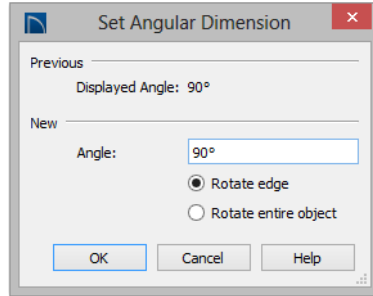 Set Angular Dimension
Previous
Displayed Angle: 90°
New
Angle: 90°
Rotate edge
Rotate entire object
OK Cancel Help